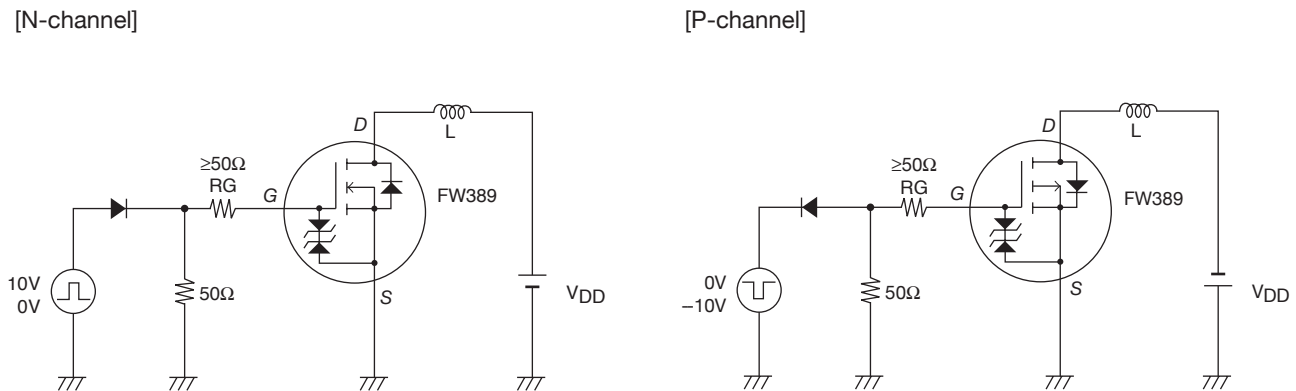 [N-channel]
D
L
≥50Ω
RG
G
FW389
10V
0V
50Ω
S
VDD
[P-channel]
D
L
≥50Ω
RG
G
FW389
0V
−10V
50Ω
S
VDD